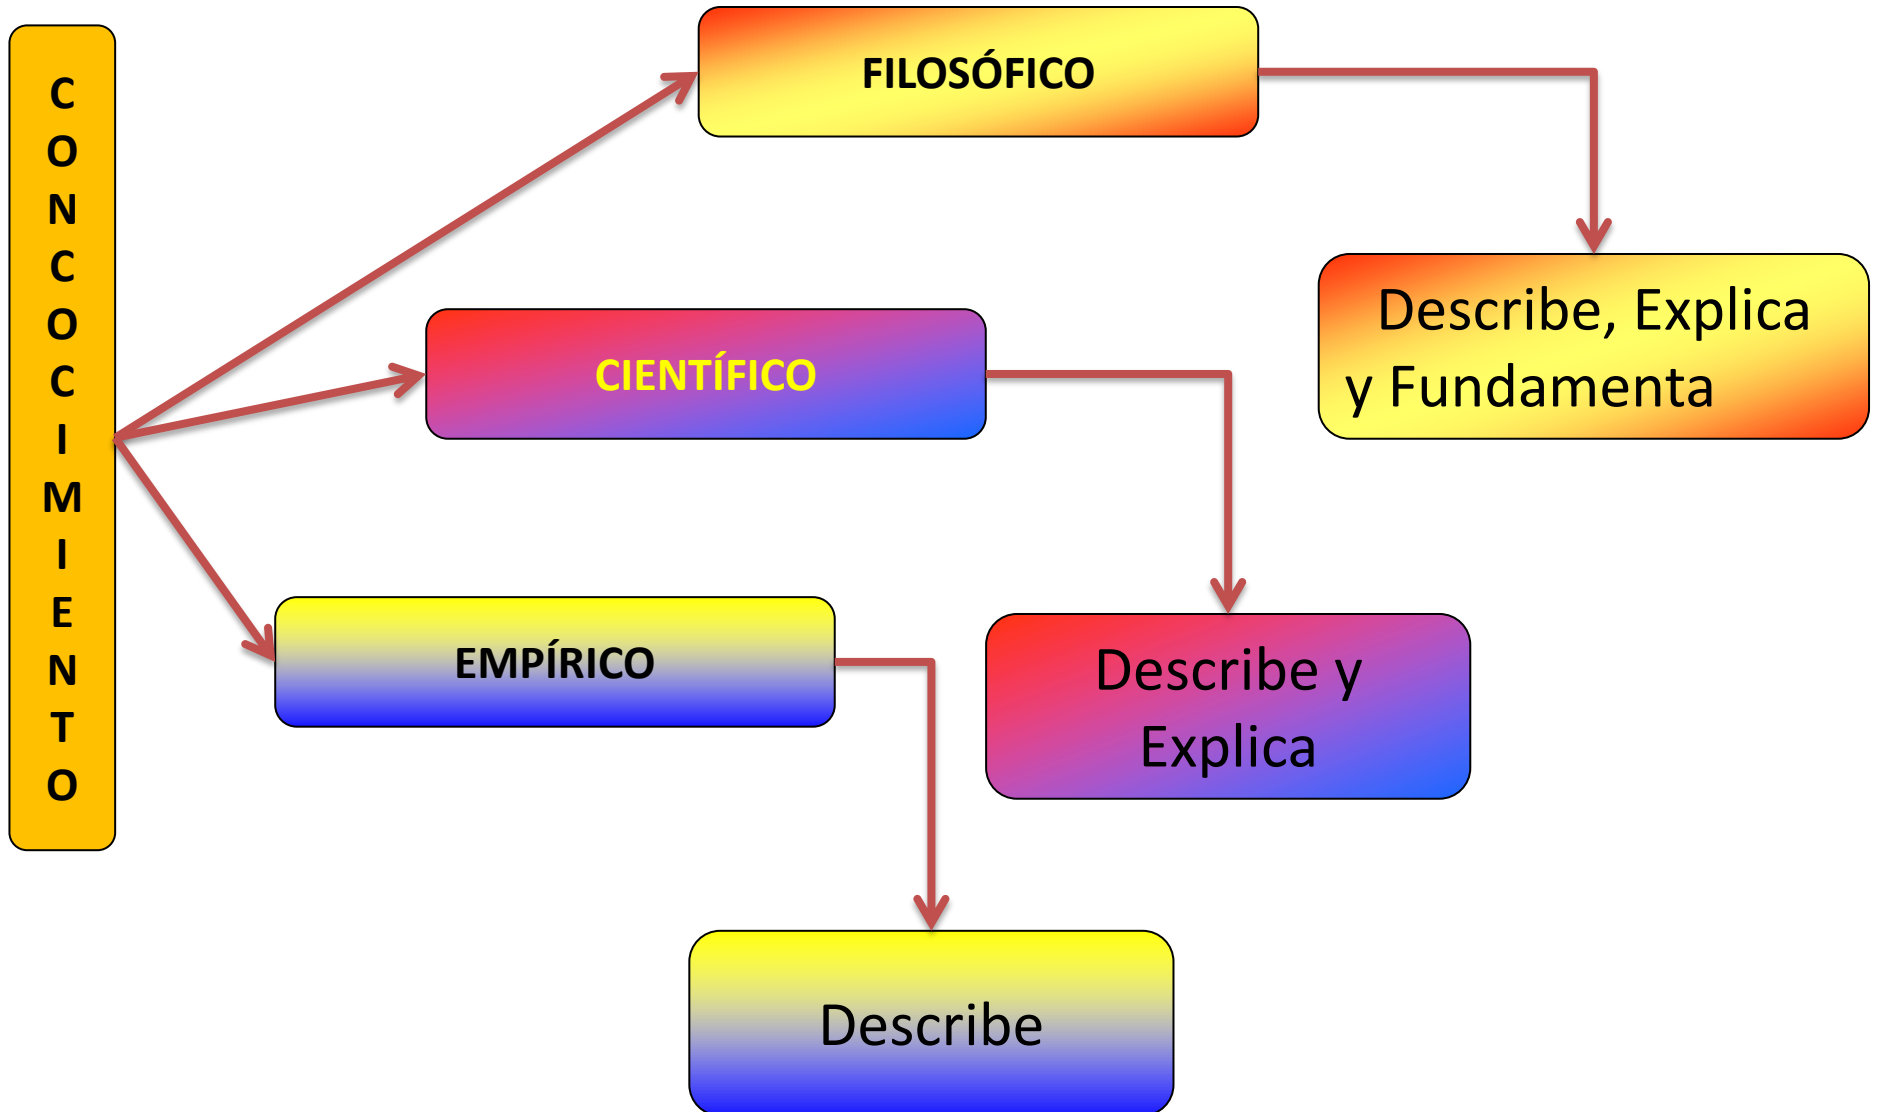 CONCOCIMIENTO
FILOSÓFICO
Describe, Explica
y Fundamenta
CIENTÍFICO
Describe y
Explica
EMPÍRICO
Describe